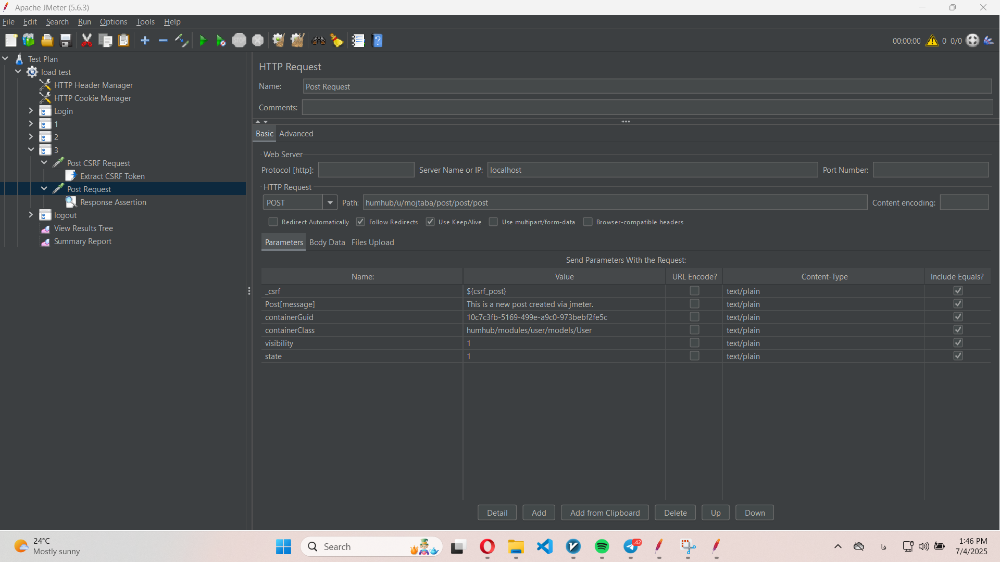 Apache JMeter (5.6.3)
File Edit Search Run Options Tools Help
00:00:00 0 0/0
Test Plan
load test
HTTP Header Manager
HTTP Cookie Manager
Login
1
2
3
Post CSRF Request
Extract CSRF Token
Post Request
Response Assertion
logout
View Results Tree
Summary Report
HTTP Request
Name: Post Request
Comments:
Basic Advanced
Web Server
Protocol [http]: Server Name or IP: localhost Port Number:
HTTP Request
POST Path: humhub/u/mojtaba/post/post/post Content encoding:
Redirect Automatically Follow Redirects Use KeepAlive Use multipart/form-data Browser-compatible headers
Parameters Body Data Files Upload
Send Parameters With the Request:
Name: Value URL Encode? Content-Type Include Equals?
_csrf ${csrf_post} text/plain
Post[message] This is a new post created via jmeter. text/plain
containerGuid 10c7c3fb-5169-499e-a9c0-973bebf2fe5c text/plain
containerClass humhub/modules/user/models/User text/plain
visibility 1 text/plain
state 1 text/plain
Detail Add Add from Clipboard Delete Up Down
24°C
Mostly sunny
Search
42
فا
1:46 PM
7/4/2025